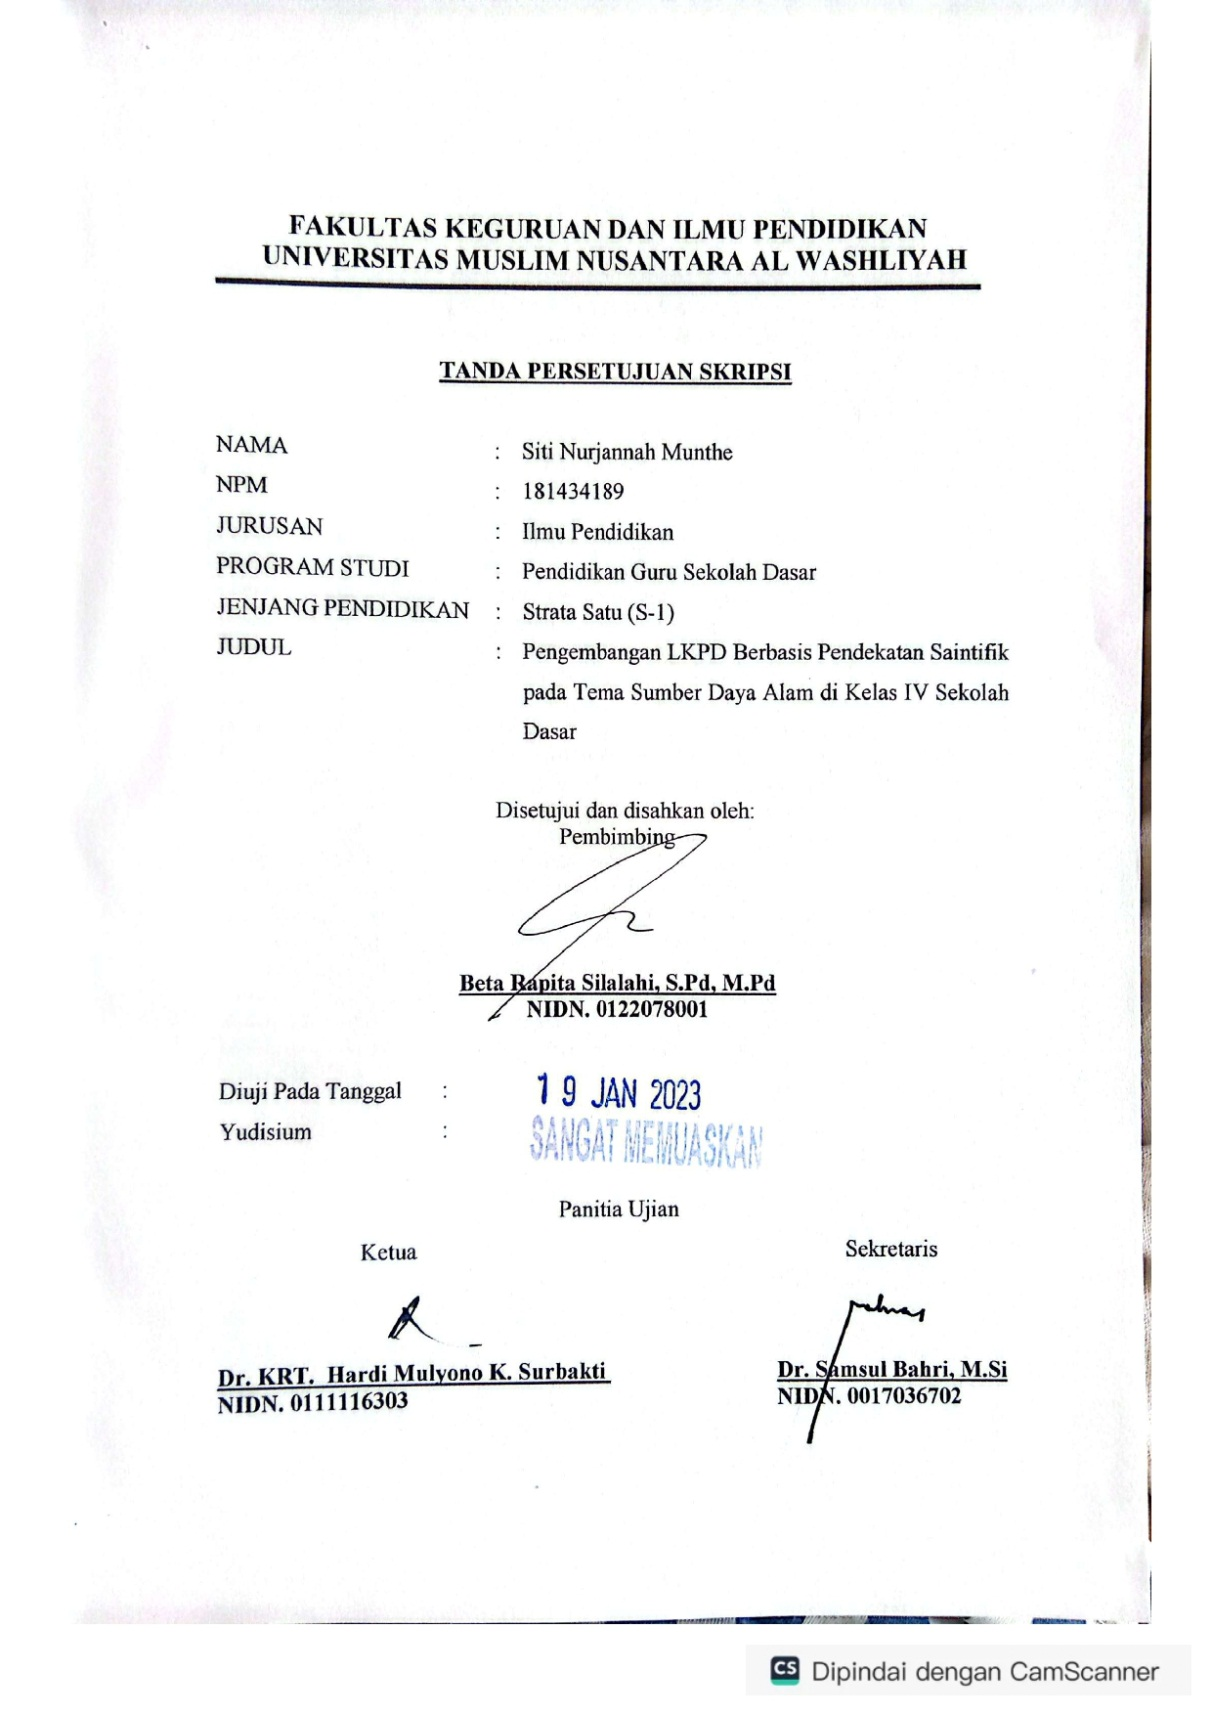 FAKULTAS KEGURUAN DAN ILMU PENDIDIKAN
UNIVERSITAS MUSLIM NUSANTARA AL WASHLIYAH
TANDA PERSETUJUAN SKRIPSI
NAMA : Siti Nurjannah Munthe
NPM : 181434189
JURUSAN : Ilmu Pendidikan
PROGRAM STUDI : Pendidikan Guru Sekolah Dasar
JENJANG PENDIDIKAN : Strata Satu (S-1)
JUDUL : Pengembangan LKPD Berbasis Pendekatan Saintifik
pada Tema Sumber Daya Alam di Kelas IV Sekolah
Dasar
Disetujui dan disahkan oleh:
Pembimbing
Beta Rapita Silalahi, S.Pd, M.Pd
NIDN. 0122078001
Diuji Pada Tanggal : 19 JAN 2023
Yudisium : SANGAT MEMUASKAN
Panitia Ujian
Ketua Sekretaris
Dr. KRT. Hardi Mulyono K. Surbakti Dr. Samsul Bahri, M.Si
NIDN. 0111116303 NIDN. 0017036702
CS Dipindai dengan CamScanner